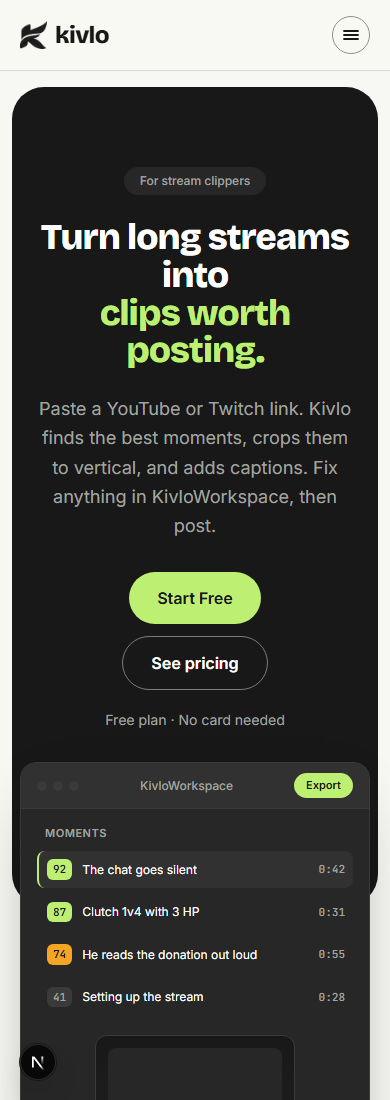 kivlo
For stream clippers
Turn long streams
into
clips worth
posting.
Paste a YouTube or Twitch link. Kivlo
finds the best moments, crops them
to vertical, and adds captions. Fix
anything in KivloWorkspace, then
post.
Start Free
See pricing
Free plan · No card needed
KivloWorkspace
Export
MOMENTS
92 The chat goes silent 0:42
87 Clutch 1v4 with 3 HP 0:31
74 He reads the donation out loud 0:55
41 Setting up the stream 0:28
N